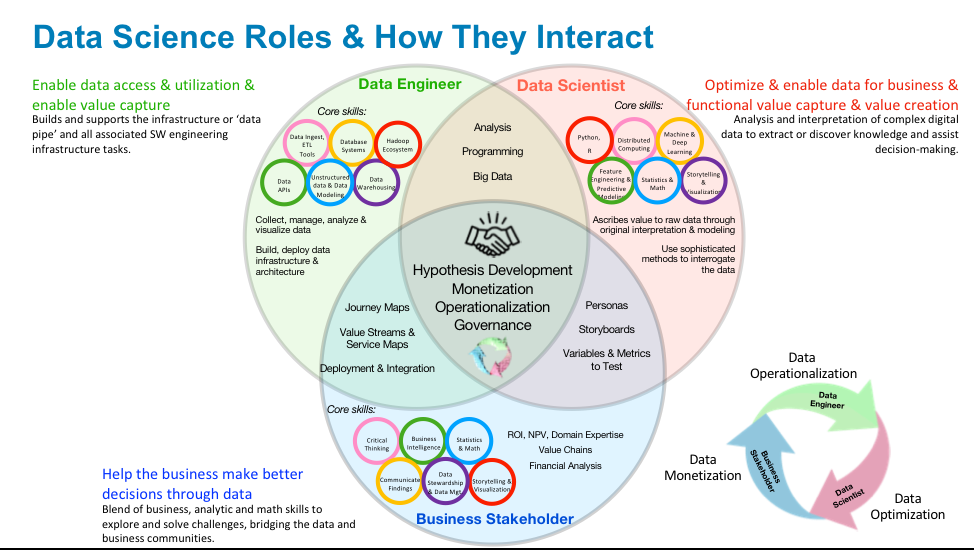 Data Science Roles & How They Interact
Enable data access & utilization &
enable value capture
Builds and supports the infrastructure or ‘data
pipe’ and all associated SW engineering
infrastructure tasks.
Data Engineer
Core skills:
Data Ingest,
ETL
Tools
Database
Systems
Hadoop
Ecosystem
Data
APIs
Unstructured
data & Data
Modeling
Data
Warehousing
Collect, manage, analyze &
visualize data
Build, deploy data
infrastructure &
architecture
Analysis
Programming
Big Data
Data Scientist
Core skills:
Python,
R
Distributed
Computing
Machine &
Deep
Learning
Feature
Engineering &
Predictive
Modeling
Statistics &
Math
Storytelling
&
Visualization
Ascribes value to raw data through
original interpretation & modeling
Use sophisticated
methods to interrogate
the data
Optimize & enable data for business &
functional value capture & value creation
Analysis and interpretation of complex digital
data to extract or discover knowledge and assist
decision-making.
Hypothesis Development
Monetization
Operationalization
Governance
Journey Maps
Value Streams &
Service Maps
Deployment & Integration
Personas
Storyboards
Variables & Metrics
to Test
Core skills:
Critical
Thinking
Business
Intelligence
Statistics
& Math
Communicate
Findings
Data
Stewardship
& Data Mgt
Storytelling &
Visualization
ROI, NPV, Domain Expertise
Value Chains
Financial Analysis
Business Stakeholder
Help the business make better
decisions through data
Blend of business, analytic and math skills to
explore and solve challenges, bridging the data and
business communities.
Data
Operationalization
Data
Engineer
Data
Monetization
Business
Stakeholder
Data
Scientist
Data
Optimization